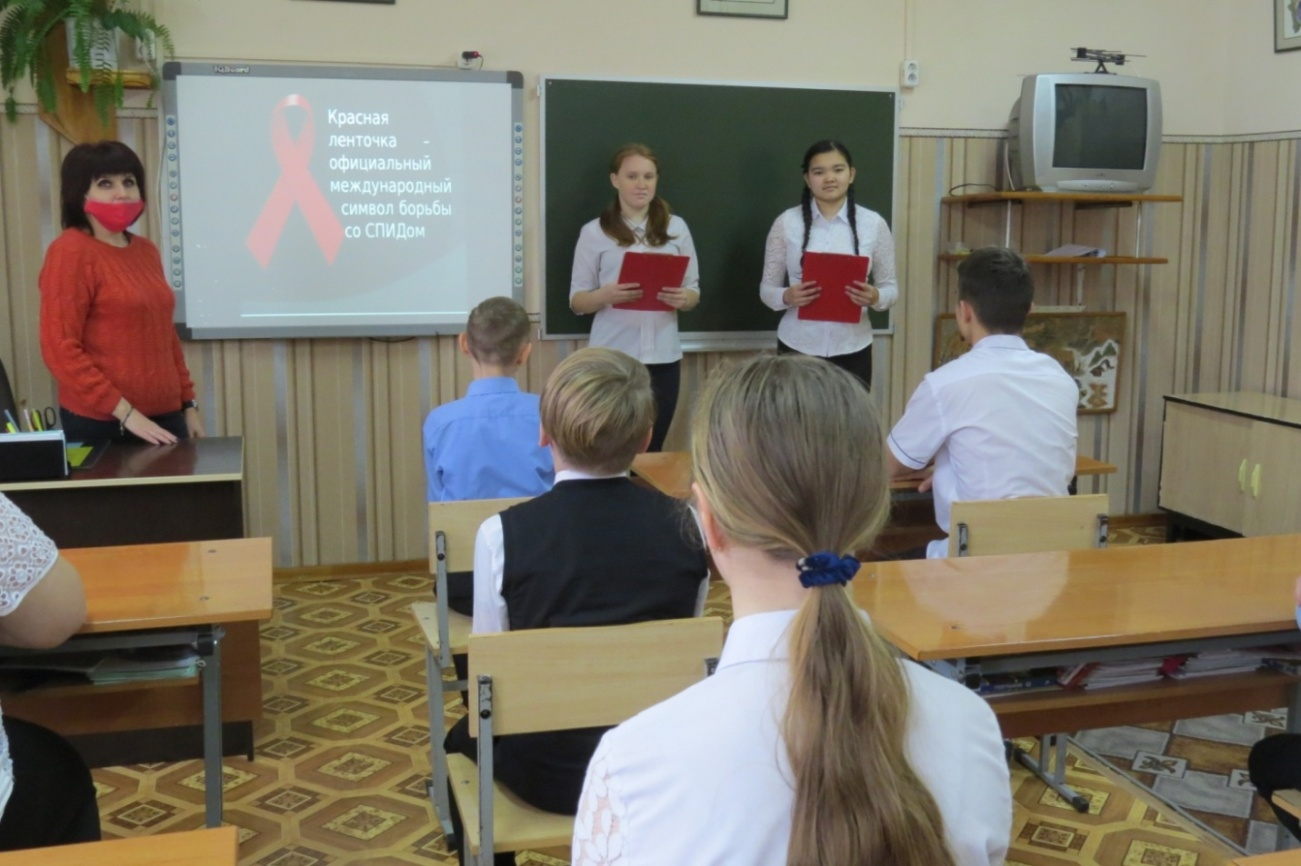 Красная
ленточка –
официальный
международный
символ борьбы
со СПИДом